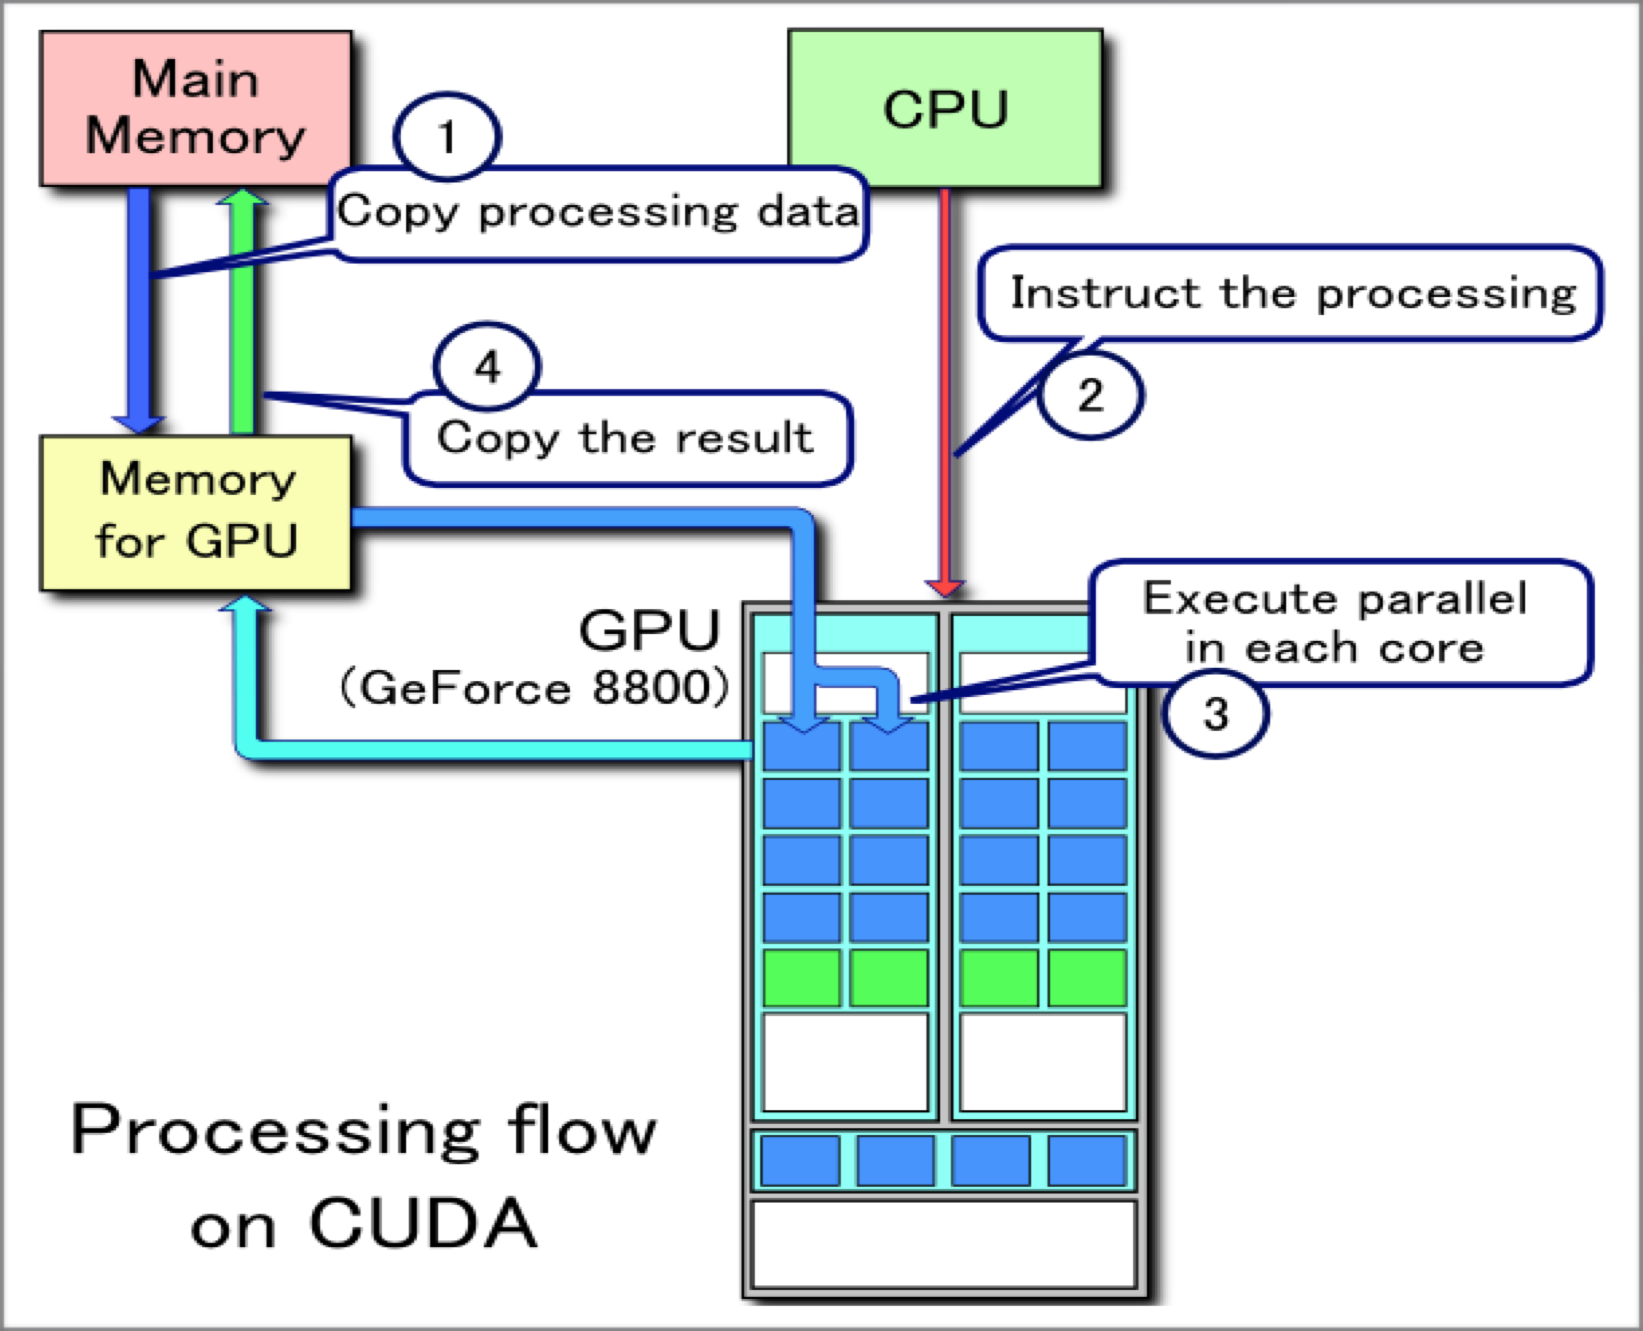 Main
Memory
CPU
1
Copy processing data
Instruct the processing
2
4
Copy the result
Memory
for GPU
Execute parallel
in each core
3
GPU
(GeForce 8800)
Processing flow
on CUDA